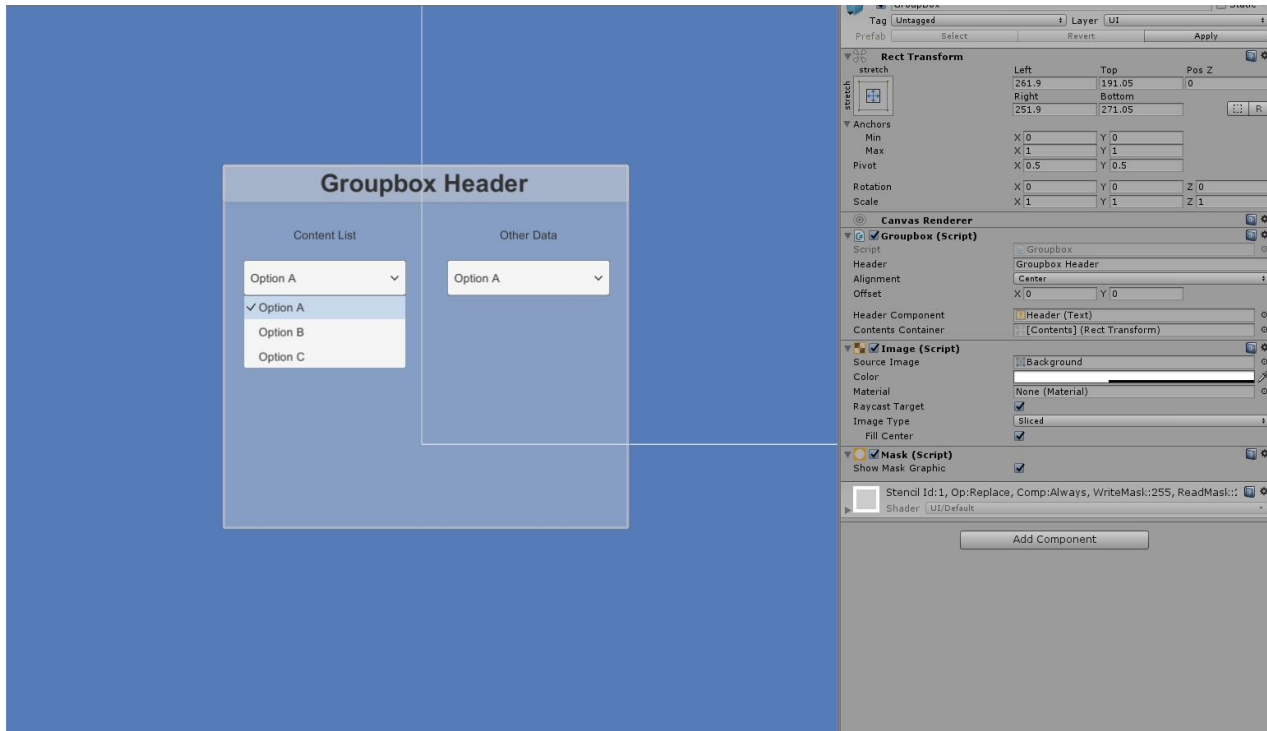 Groupbox Header
Content List
Other Data
Option A
Option A
Option A
Option B
Option C
Groupbox
Static
Tag Untagged Layer UI
Prefab Select Revert Apply
Rect Transform
stretch
stretch
Left Top Pos Z
261.9 191.05 0
Right Bottom
251.9 271.05 R
Anchors
Min X 0 Y 0
Max X 1 Y 1
Pivot X 0.5 Y 0.5
Rotation X 0 Y 0 Z 0
Scale X 1 Y 1 Z 1
Canvas Renderer
Groupbox (Script)
Script Groupbox
Header Groupbox Header
Alignment Center
Offset X 0 Y 0
Header Component Header (Text)
Contents Container [Contents] (Rect Transform)
Image (Script)
Source Image Background
Color
Material None (Material)
Raycast Target
Image Type Sliced
Fill Center
Mask (Script)
Show Mask Graphic
Stencil Id:1, Op:Replace, Comp:Always, WriteMask:255, ReadMask:
Shader UI/Default
Add Component